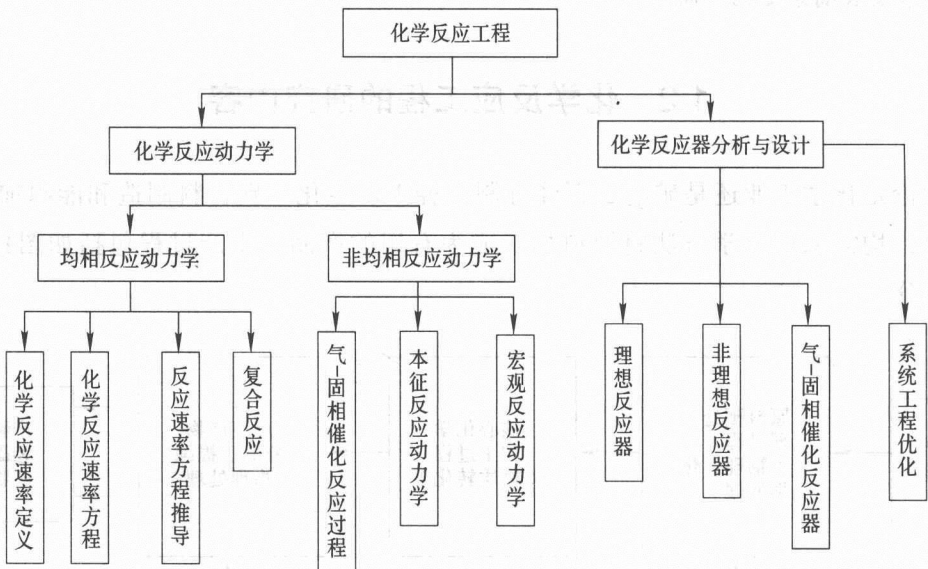 化学反应工程
化学反应动力学
化学反应器分析与设计
均相反应动力学
非均相反应动力学
化学反应速率定义
化学反应速率方程
反应速率方程推导
复合反应
气-固相催化反应过程
本征反应动力学
宏观反应动力学
理想反应器
非理想反应器
气-固相催化反应器
系统工程优化